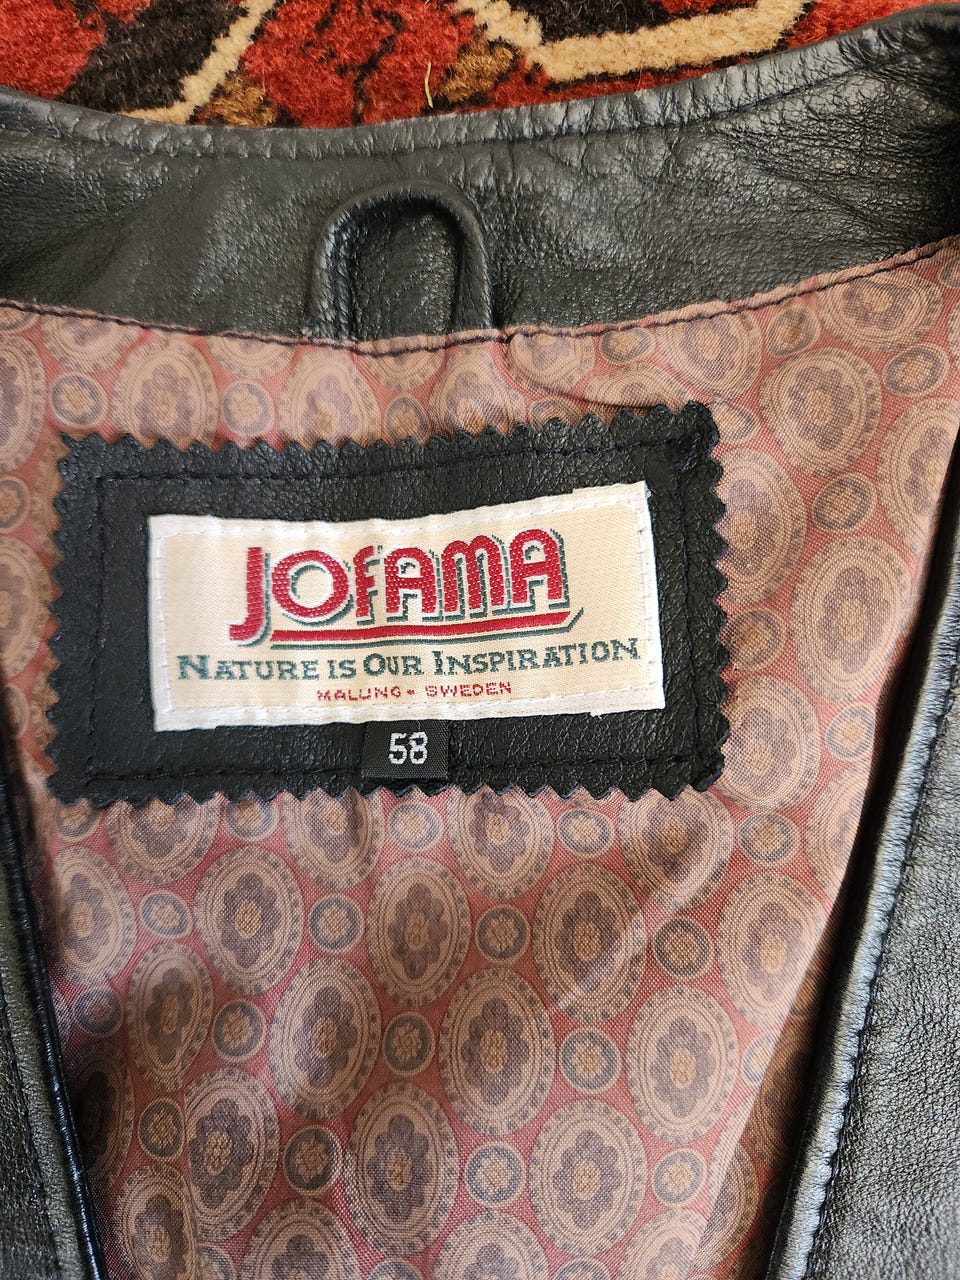 JOFAMA
NATURE IS OUR INSPIRATION
MALUNG - SWEDEN
58